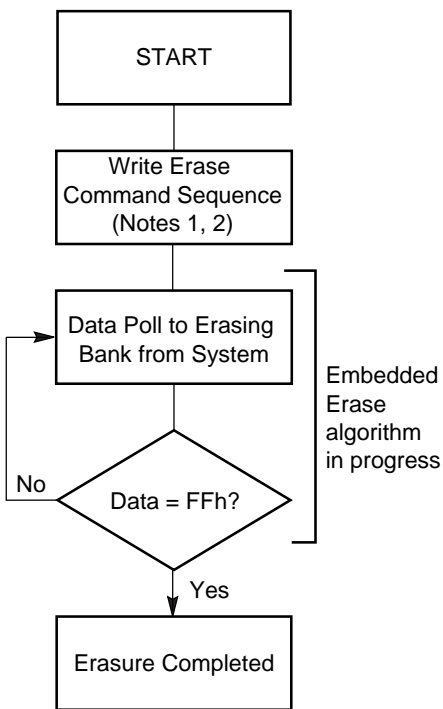 START
Write Erase
Command Sequence
(Notes 1, 2)
Data Poll to Erasing
Bank from System
Embedded
Erase
algorithm
in progress
No
Data = FFh?
Yes
Erasure Completed